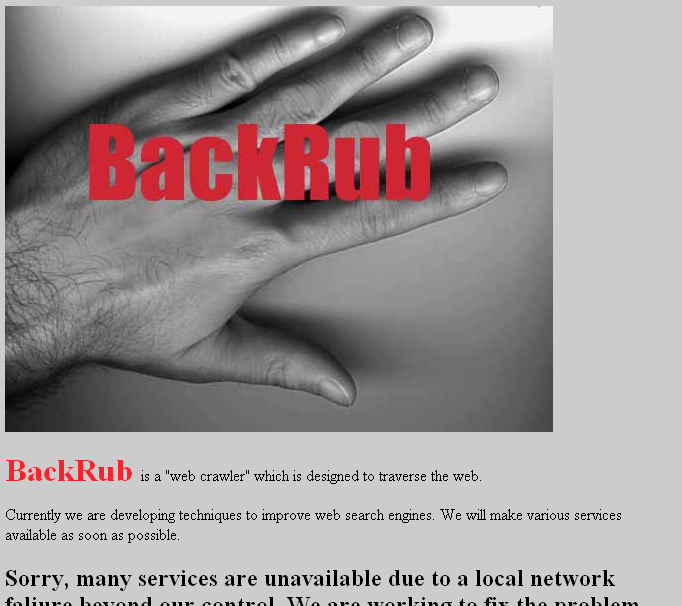 BackRub
BackRub is a "web crawler" which is designed to traverse the web.
Currently we are developing techniques to improve web search engines. We will make various services
available as soon as possible.
Sorry, many services are unavailable due to a local network
faliure beyond our control. We are working to fix the problem